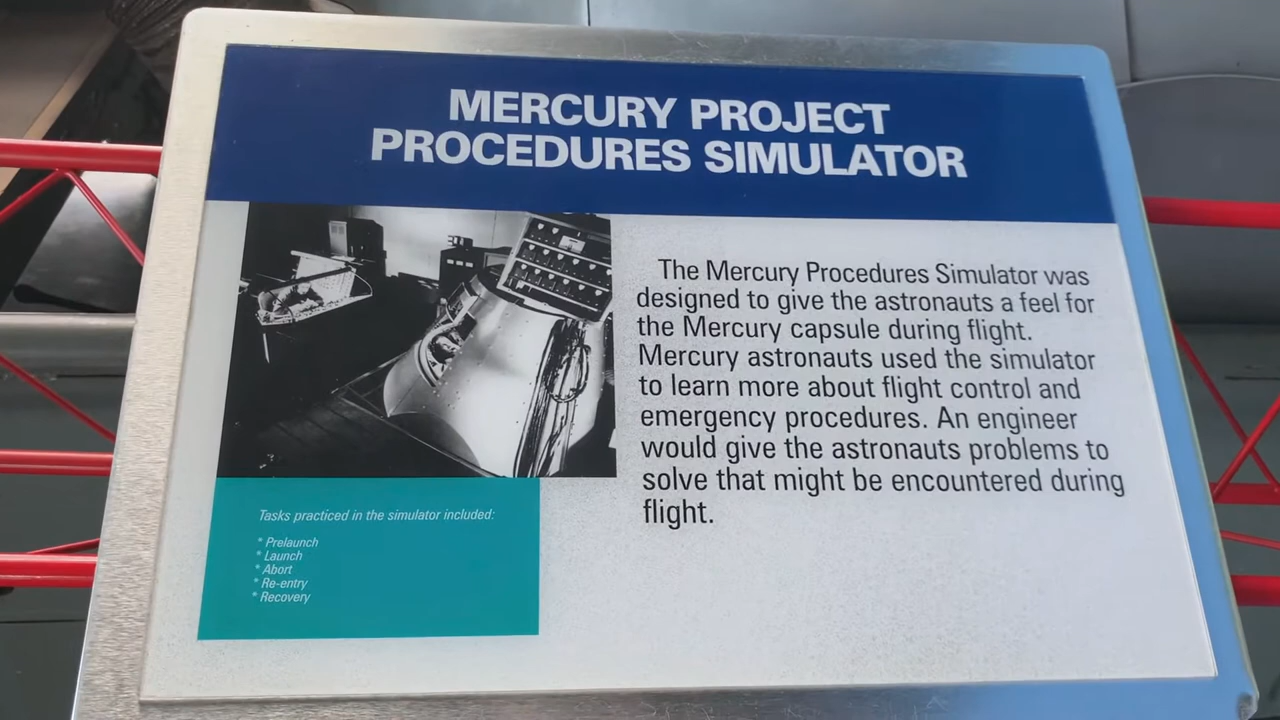 MERCURY PROJECT
PROCEDURES SIMULATOR
The Mercury Procedures Simulator was
designed to give the astronauts a feel for
the Mercury capsule during flight.
Mercury astronauts used the simulator
to learn more about flight control and
emergency procedures. An engineer
would give the astronauts problems to
solve that might be encountered during
flight.
Tasks practiced in the simulator included:
* Prelaunch
* Launch
* Abort
* Re-entry
* Recovery